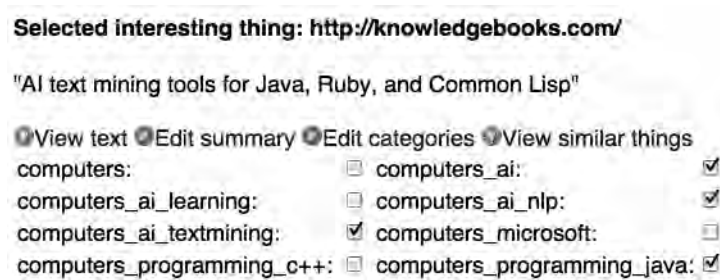 Selected interesting thing: http://knowledgebooks.com/
"AI text mining tools for Java, Ruby, and Common Lisp"
View text Edit summary Edit categories View similar things
computers: computers_ai:
computers_ai_learning: computers_ai_nlp:
computers_ai_textmining: computers_microsoft:
computers_programming_c++: computers_programming_java: